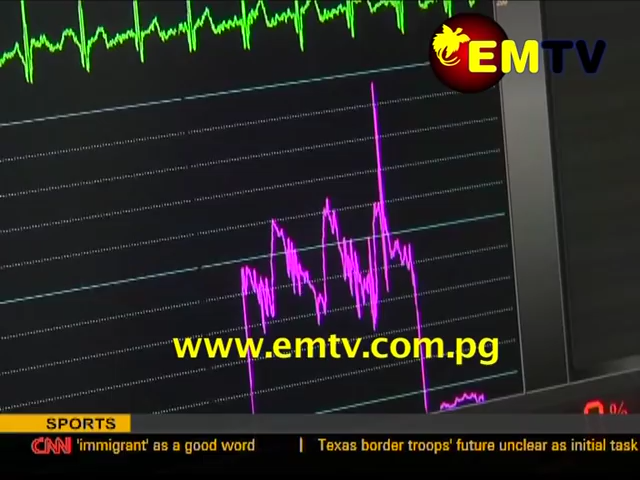 EMTV
www.emtv.com.pg
0 %
SPORTS
CNN 'immigrant' as a good word | Texas border troops' future unclear as initial task